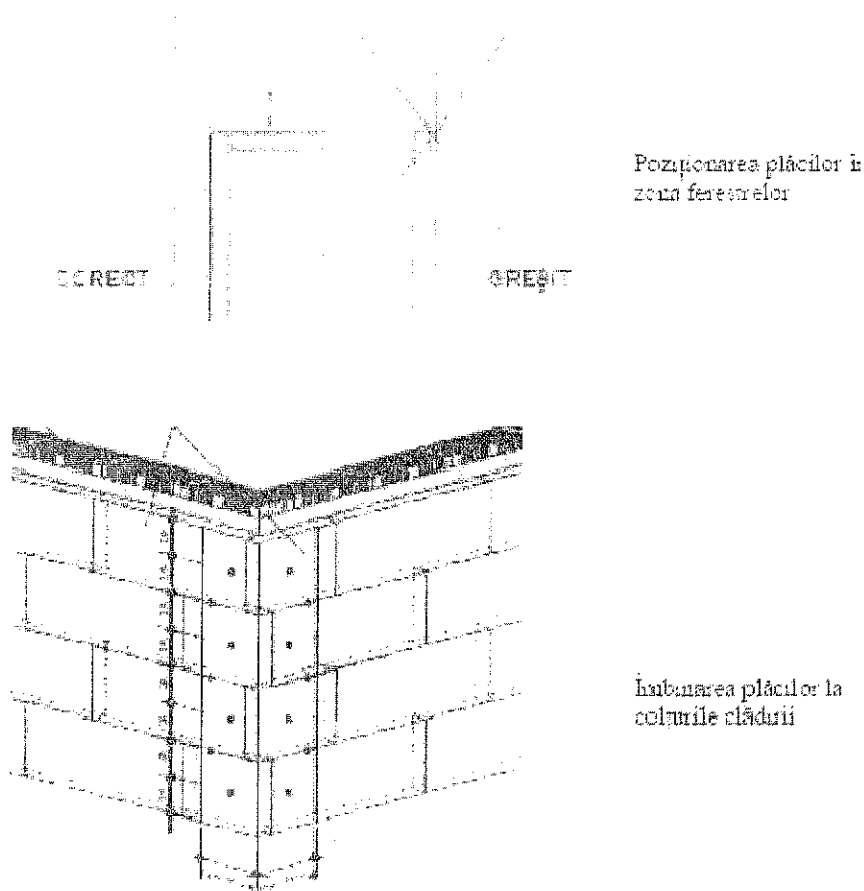 Poziționarea plăcilor în
zona ferestrelor
CORECT
GREȘIT
Îmbinarea plăcilor la
colțurile clădirii